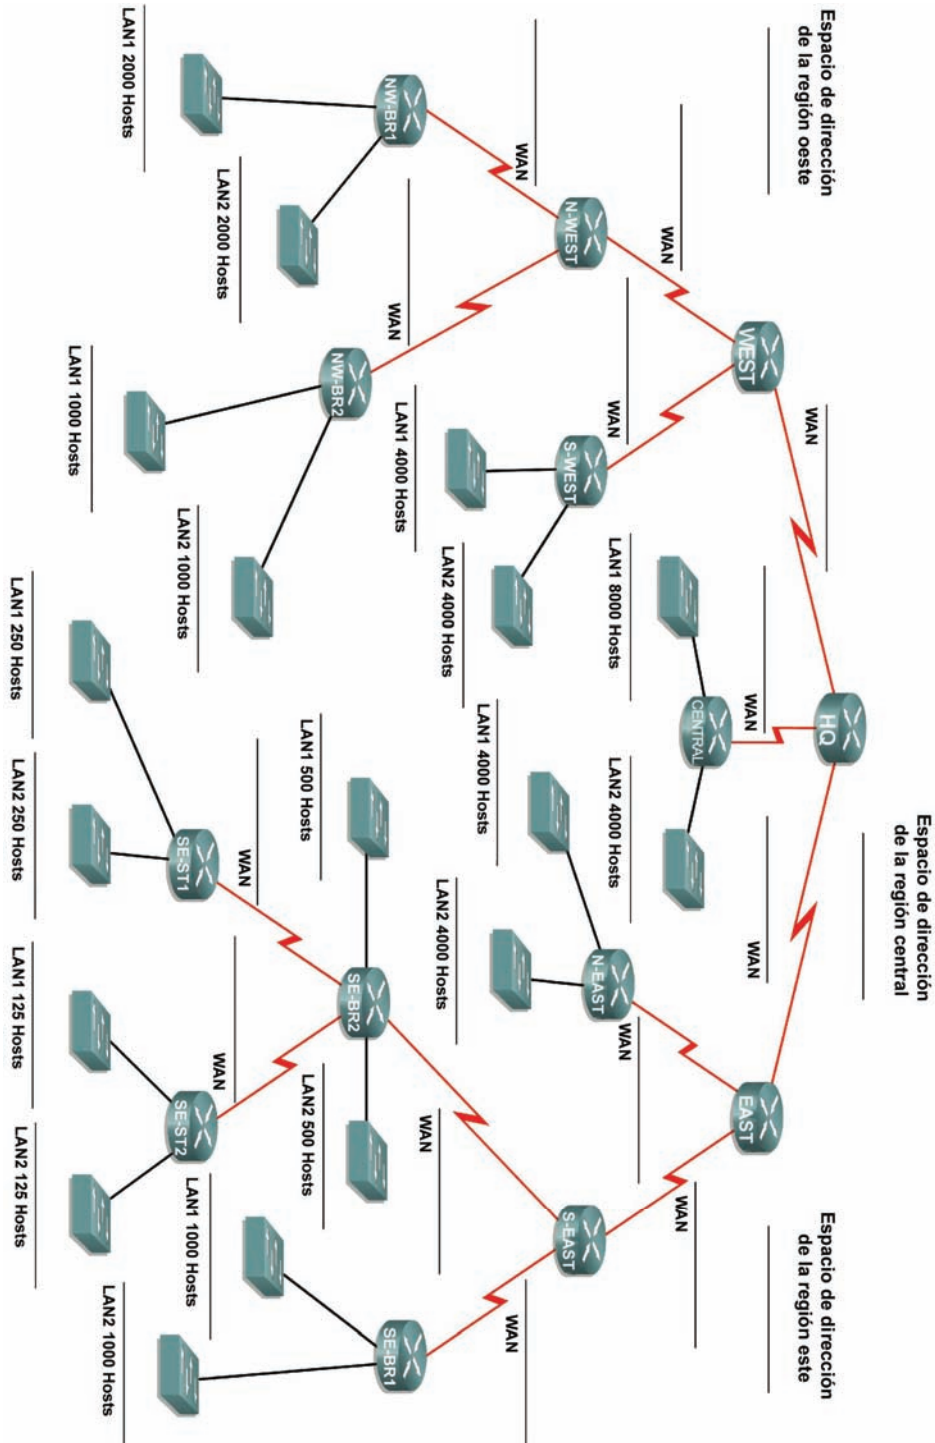 Espacio de dirección
de la región central
Espacio de dirección
de la región oeste
Espacio de dirección
de la región este
HQ
WAN
WAN
WAN
WEST
EAST
CENTRAL
WAN
WAN
WAN
WAN
LAN1 8000 Hosts
LAN2 4000 Hosts
N-WEST
S-WEST
N-EAST
S-EAST
WAN
WAN
LAN1 4000 Hosts
LAN2 4000 Hosts
LAN2 4000 Hosts
WAN
LAN1 4000 Hosts
WAN
NW-BR1
SE-BR1
NW-BR2
SE-BR2
LAN1 500 Hosts
LAN2 500 Hosts
WAN
LAN2 2000 Hosts
WAN
LAN1 1000 Hosts
LAN2 1000 Hosts
SE-ST1
SE-ST2
LAN1 2000 Hosts
LAN2 1000 Hosts
LAN1 1000 Hosts
LAN1 250 Hosts
LAN2 250 Hosts
LAN1 125 Hosts
LAN2 125 Hosts